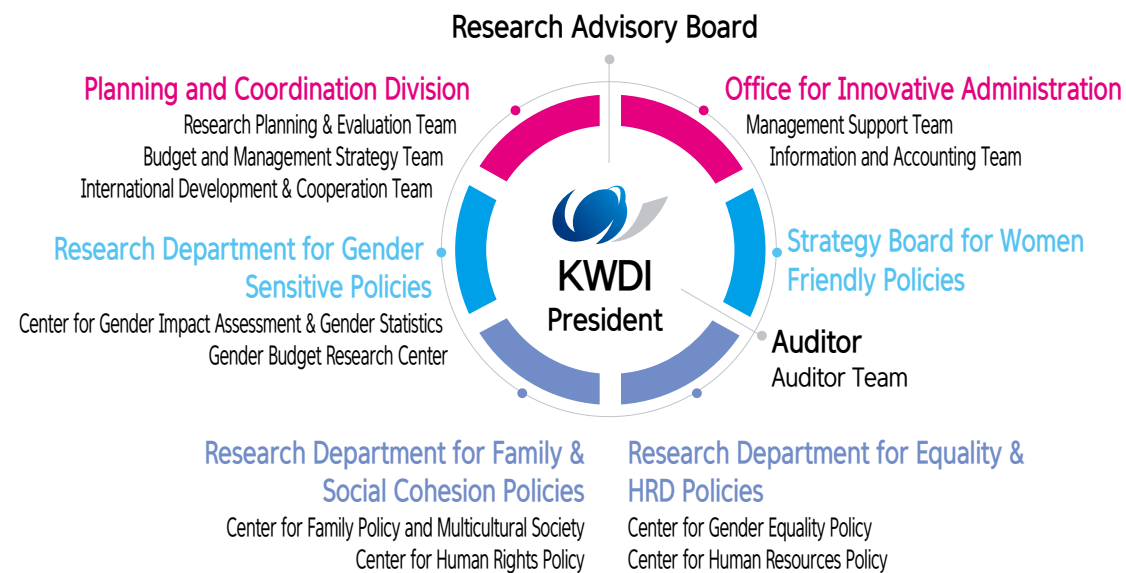 Research Advisory Board
Planning and Coordination Division
Research Planning & Evaluation Team
Budget and Management Strategy Team
International Development & Cooperation Team
Office for Innovative Administration
Management Support Team
Information and Accounting Team
Research Department for Gender
Sensitive Policies
Center for Gender Impact Assessment & Gender Statistics
Gender Budget Research Center
KWDI
President
Strategy Board for Women
Friendly Policies
Auditor
Auditor Team
Research Department for Family &
Social Cohesion Policies
Center for Family Policy and Multicultural Society
Center for Human Rights Policy
Research Department for Equality &
HRD Policies
Center for Gender Equality Policy
Center for Human Resources Policy